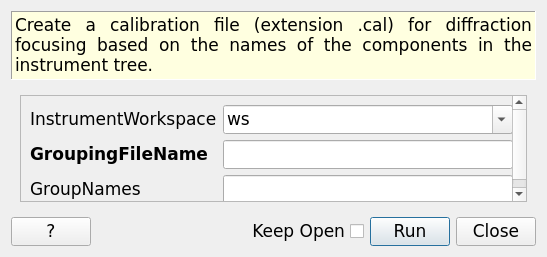 Create a calibration file (extension .cal) for diffraction
focusing based on the names of the components in the
instrument tree.
InstrumentWorkspace ws
GroupingFileName
GroupNames
? Keep Open Run Close